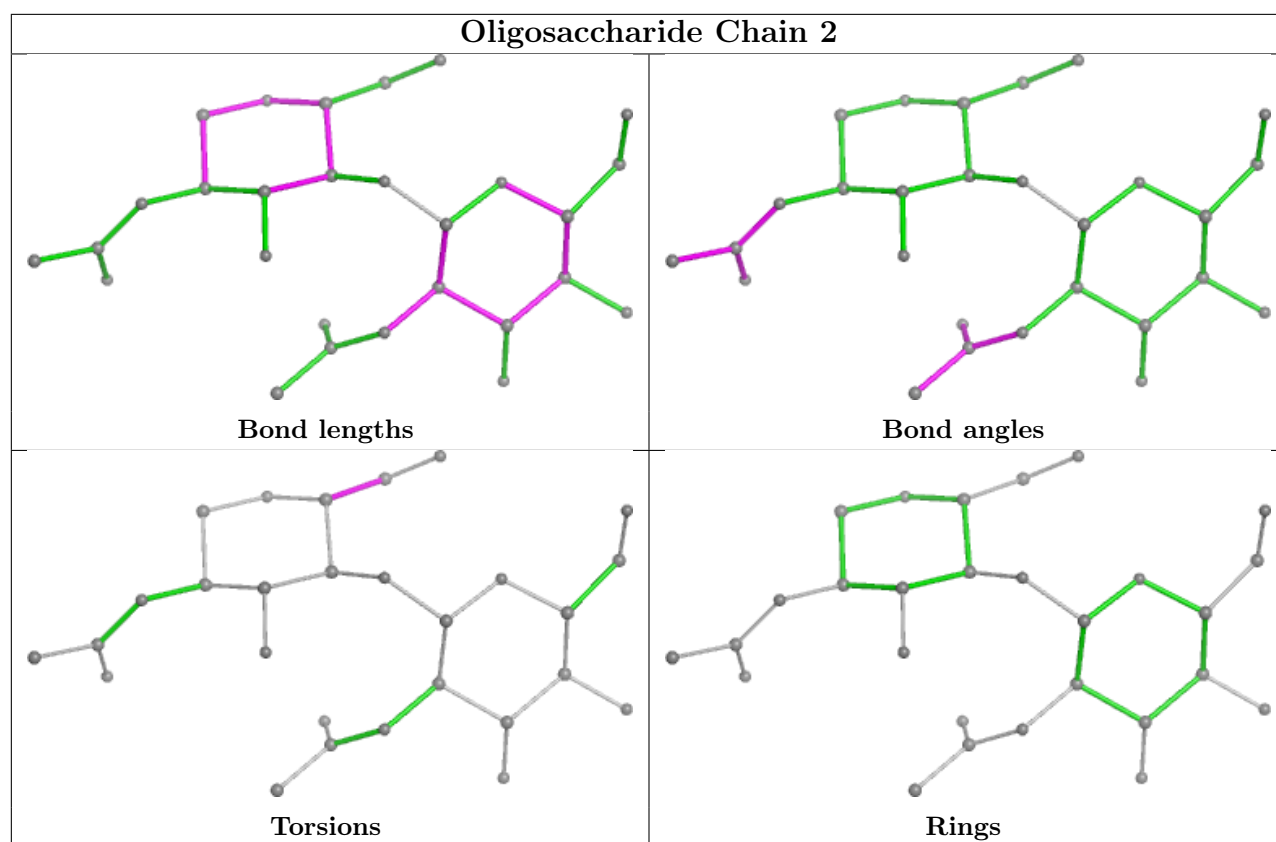 Oligosaccharide Chain 2
Bond lengths
Bond angles
Torsions
Rings